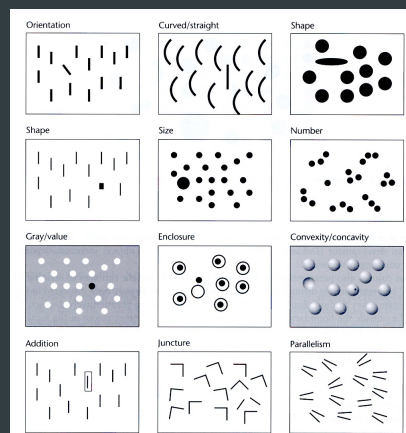 Orientation
Curved/straight
Shape
Shape
Size
Number
Gray/value
Enclosure
Convexity/concavity
Addition
Juncture
Parallelism